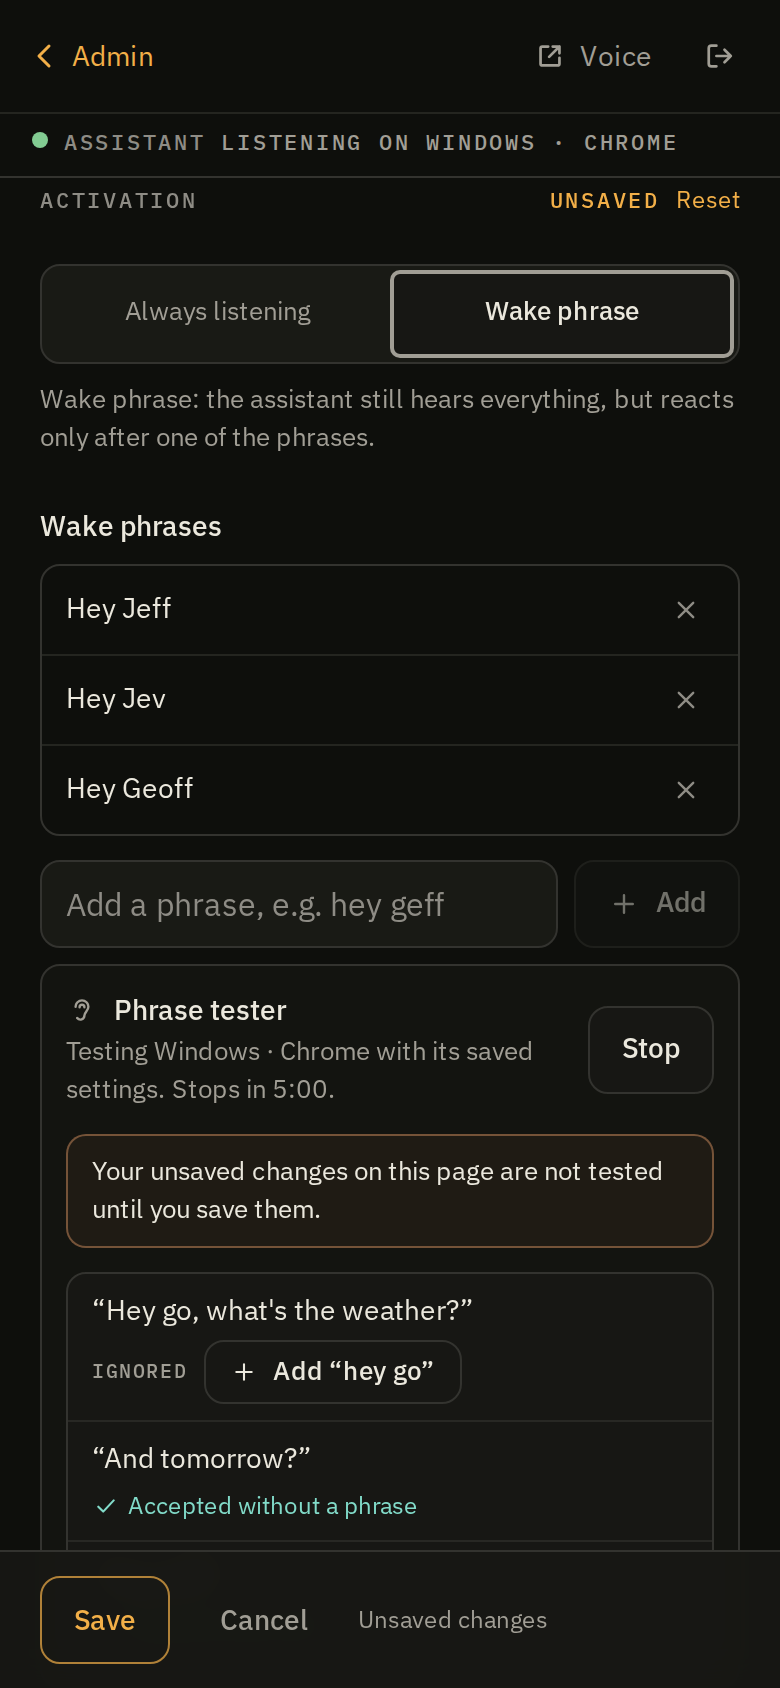 Admin
Voice
ASSISTANT LISTENING ON WINDOWS · CHROME
ACTIVATION
UNSAVED Reset
Always listening
Wake phrase
Wake phrase: the assistant still hears everything, but reacts
only after one of the phrases.
Wake phrases
Hey Jeff
Hey Jev
Hey Geoff
Add a phrase, e.g. hey geff
Add
Phrase tester
Testing Windows · Chrome with its saved
settings. Stops in 5:00.
Stop
Your unsaved changes on this page are not tested
until you save them.
“Hey go, what's the weather?”
IGNORED
Add “hey go”
“And tomorrow?”
Accepted without a phrase
Save
Cancel
Unsaved changes